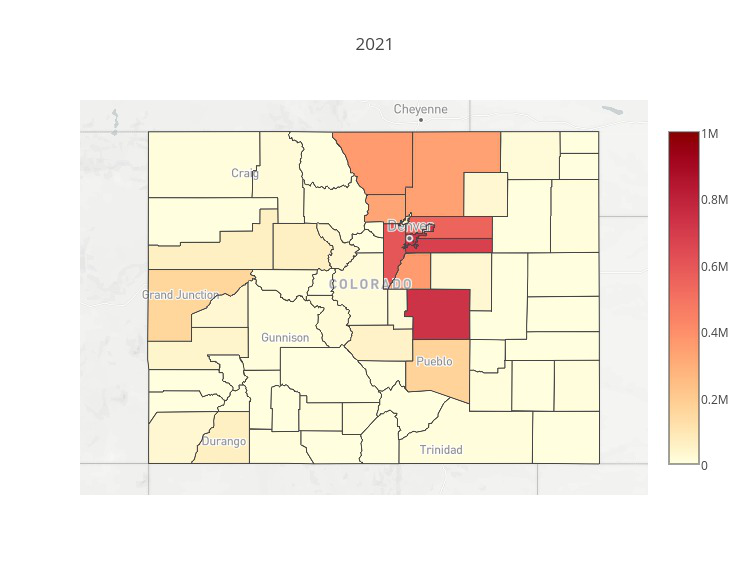 2021
Cheyenne
1M
Craig
0.8M
Denver
0.6M
COLORADO
Grand Junction
0.4M
Gunnison
Pueblo
0.2M
Durango
Trinidad
0